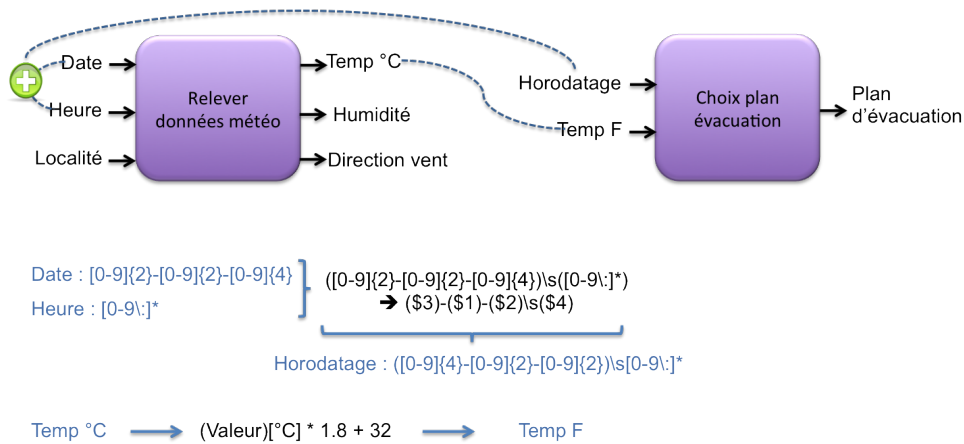 Date
Heure
Localité
Relever
données météo
Temp °C
Humidité
Direction vent
Horodatage
Temp F
Choix plan
évacuation
Plan
d'évacuation
Date : [0-9]{2}-[0-9]{2}-[0-9]{4}
Heure : [0-9\:]*
([0-9]{2}-[0-9]{2}-[0-9]{4})\s([0-9\:]*)
➔ ($3)-($1)-($2)\s($4)
Horodatage : ([0-9]{4}-[0-9]{2}-[0-9]{2})\s[0-9\:]*
Temp °C
(Valeur)[°C] * 1.8 + 32
Temp F